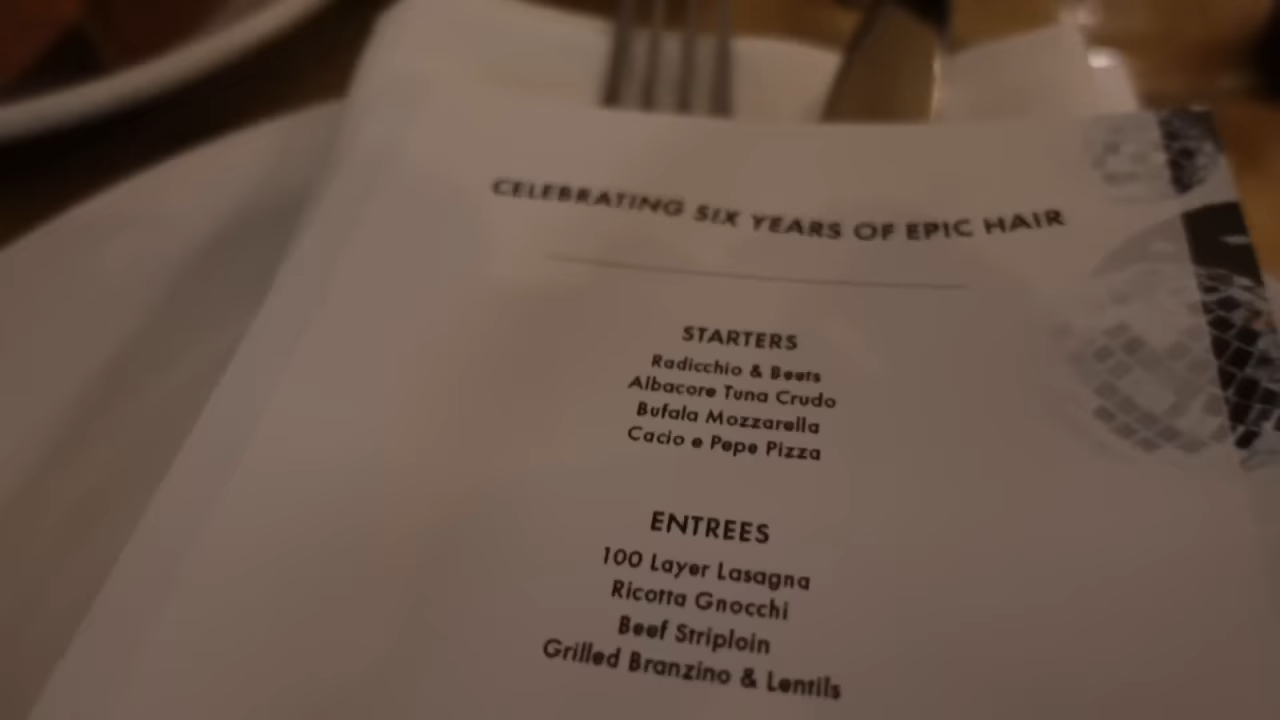 CELEBRATING SIX YEARS OF EPIC HAIR
STARTERS
Radicchio & Beets
Albacore Tuna Crudo
Bufala Mozzarella
Cacio e Pepe Pizza
ENTREES
100 Layer Lasagna
Ricotta Gnocchi
Beef Striploin
Grilled Branzino & Lentils